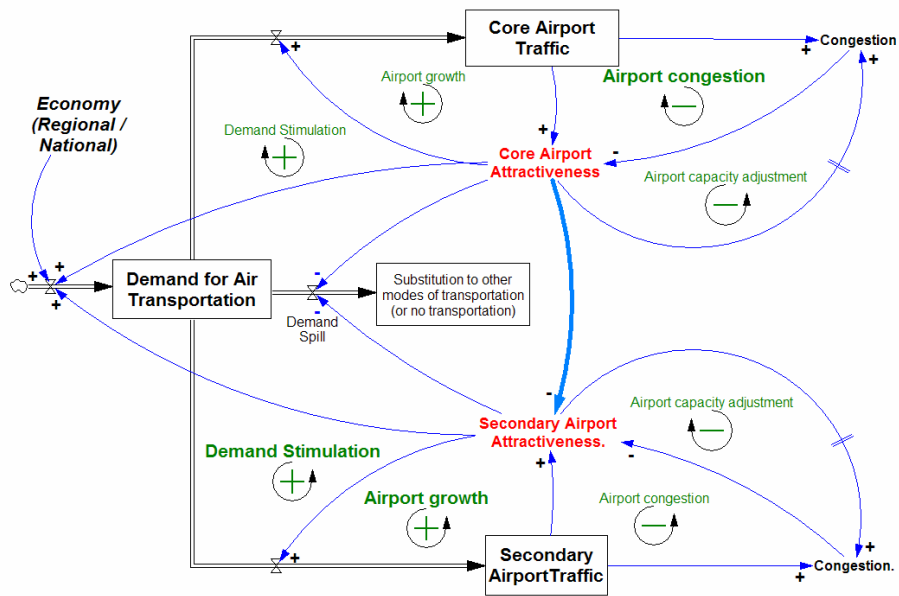 Core Airport
Traffic
+
Congestion
+
+
Airport growth
+
Airport congestion
−
Economy
(Regional /
National)
Demand Stimulation
+
+
-
Core Airport
Attractiveness
Airport capacity adjustment
−
+
+
+
Demand for Air
Transportation
-
-
Demand
Spill
Substitution to other
modes of transportation
(or no transportation)
-
Secondary Airport
Attractiveness.
Airport capacity adjustment
−
Demand Stimulation
+
+
-
Airport growth
+
Airport congestion
−
+
Secondary
AirportTraffic
+
+
Congestion.